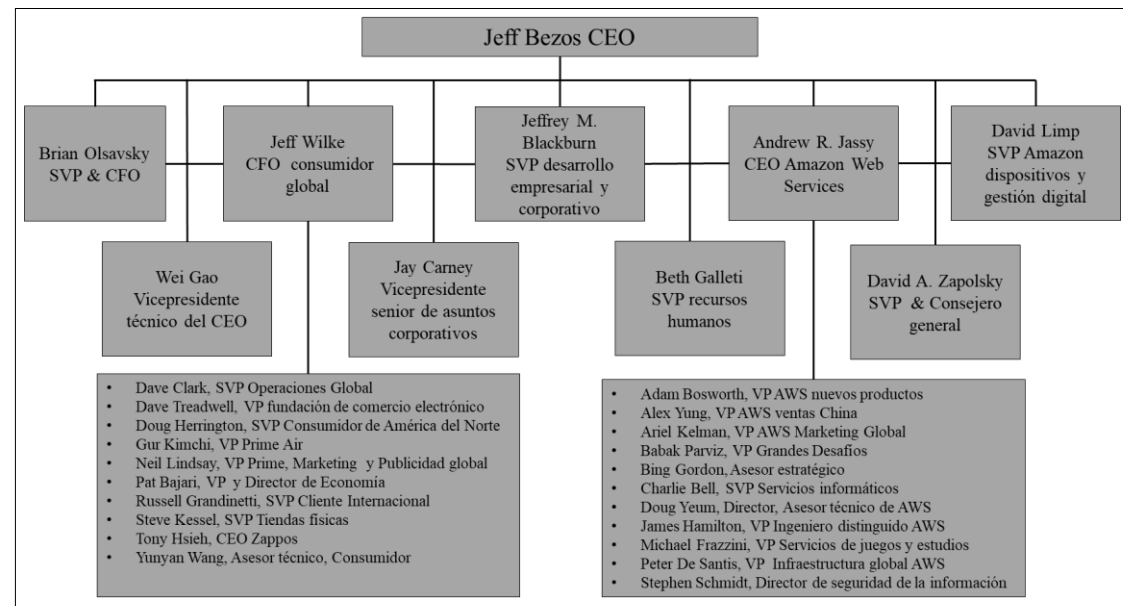 Jeff Bezos CEO
Brian Olsavsky
SVP & CFO
Jeff Wilke
CFO consumidor
global
Jeffrey M.
Blackburn
SVP desarrollo
empresarial y
corporativo
Andrew R. Jassy
CEO Amazon Web
Services
David Limp
SVP Amazon
dispositivos y
gestión digital
Wei Gao
Vicepresidente
técnico del CEO
Jay Carney
Vicepresidente
senior de asuntos
corporativos
Beth Galleti
SVP recursos
humanos
David A. Zapolsky
SVP & Consejero
general
• Dave Clark, SVP Operaciones Global
• Dave Treadwell, VP fundación de comercio electrónico
• Doug Herrington, SVP Consumidor de América del Norte
• Gur Kimchi, VP Prime Air
• Neil Lindsay, VP Prime, Marketing y Publicidad global
• Pat Bajari, VP y Director de Economía
• Russell Grandinetti, SVP Cliente Internacional
• Steve Kessel, SVP Tiendas físicas
• Tony Hsieh, CEO Zappos
• Yunyan Wang, Asesor técnico, Consumidor
• Adam Bosworth, VP AWS nuevos productos
• Alex Yung, VP AWS ventas China
• Ariel Kelman, VP AWS Marketing Global
• Babak Parviz, VP Grandes Desafíos
• Bing Gordon, Asesor estratégico
• Charlie Bell, SVP Servicios informáticos
• Doug Yeum, Director, Asesor técnico de AWS
• James Hamilton, VP Ingeniero distinguido AWS
• Michael Frazzini, VP Servicios de juegos y estudios
• Peter De Santis, VP Infraestructura global AWS
• Stephen Schmidt, Director de seguridad de la información